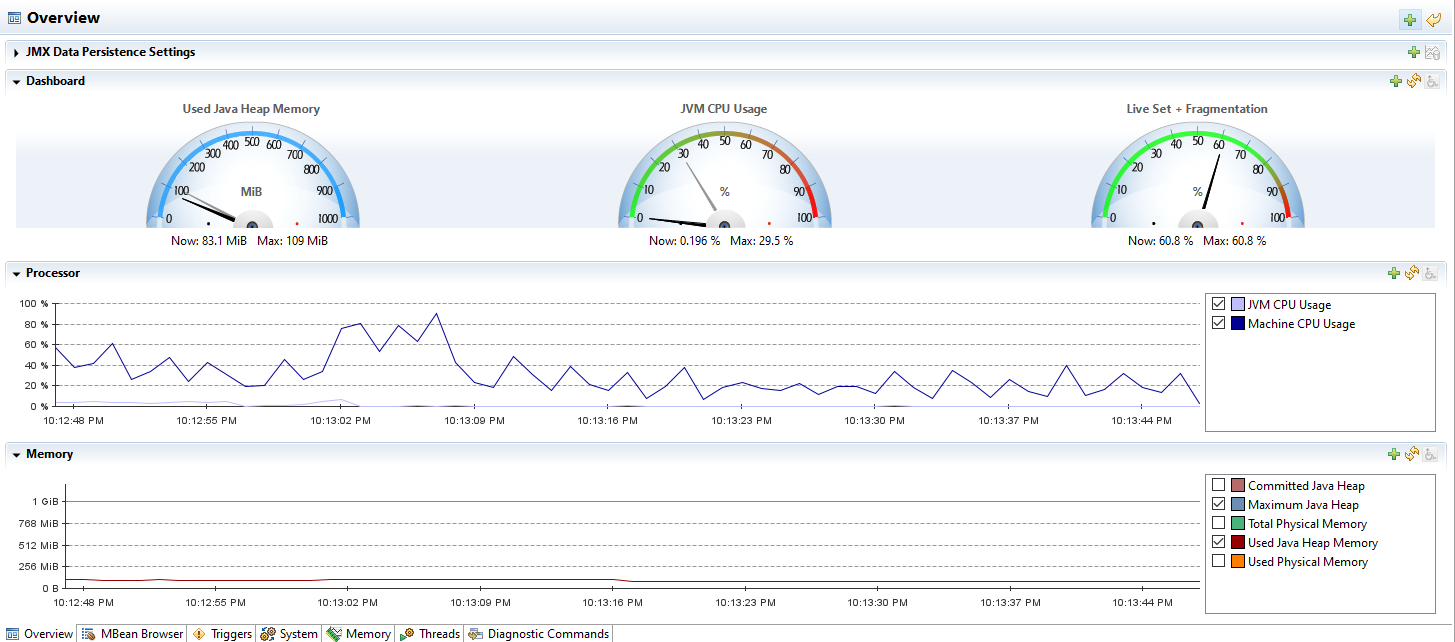 Overview
JMX Data Persistence Settings
Dashboard
Used Java Heap Memory
0 100 200 300 400 500 600 700 800 900 1000
MiB
Now: 83.1 MiB Max: 109 MiB
JVM CPU Usage
0 10 20 30 40 50 60 70 80 90 100
%
Now: 0.196 % Max: 29.5 %
Live Set + Fragmentation
0 10 20 30 40 50 60 70 80 90 100
%
Now: 60.8 % Max: 60.8 %
Processor
100 %
80 %
60 %
40 %
20 %
0 %
10:12:48 PM 10:12:55 PM 10:13:02 PM 10:13:09 PM 10:13:16 PM 10:13:23 PM 10:13:30 PM 10:13:37 PM 10:13:44 PM
JVM CPU Usage
Machine CPU Usage
Memory
1 GiB
768 MiB
512 MiB
256 MiB
0 B
10:12:48 PM 10:12:55 PM 10:13:02 PM 10:13:09 PM 10:13:16 PM 10:13:23 PM 10:13:30 PM 10:13:37 PM 10:13:44 PM
Committed Java Heap
Maximum Java Heap
Total Physical Memory
Used Java Heap Memory
Used Physical Memory
Overview MBean Browser Triggers System Memory Threads Diagnostic Commands